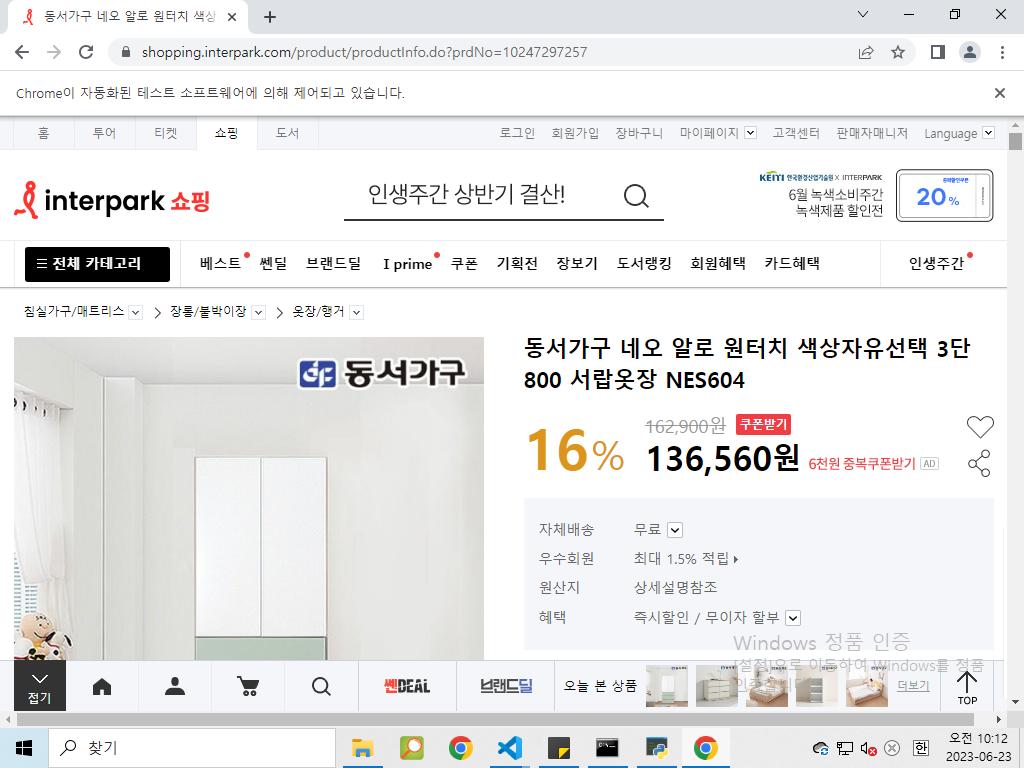 동서가구 네오 알로 원터치 색상
shopping.interpark.com/product/productInfo.do?prdNo=10247297257
Chrome이 자동화된 테스트 소프트웨어에 의해 제어되고 있습니다.
홈 투어 티켓 쇼핑 도서 로그인 회원가입 장바구니 마이페이지 고객센터 판매자매니저 Language
interpark 쇼핑
인생주간 상반기 결산!
KEITI 한국환경산업기술원 X INTERPARK
6월 녹색소비주간
녹색제품 할인전
중복할인쿠폰
20%
전체 카테고리 베스트 쎈딜 브랜드딜 I prime 쿠폰 기획전 장보기 도서랭킹 회원혜택 카드혜택 인생주간
침실가구/매트리스 장롱/붙박이장 옷장/행거
동서가구
동서가구 네오 알로 원터치 색상자유선택 3단
800 서랍옷장 NES604
16%
162,900원 쿠폰받기
136,560원 6천원 중복쿠폰받기 AD
자체배송 무료
우수회원 최대 1.5% 적립
원산지 상세설명참조
혜택 즉시할인 / 무이자 할부
Windows 정품 인증
[설정]으로 이동하여 Windows를 정품
인증합니다.
접기
쎈DEAL
브랜드딜
오늘 본 상품
더보기
TOP
찾기
한
오전 10:12
2023-06-23